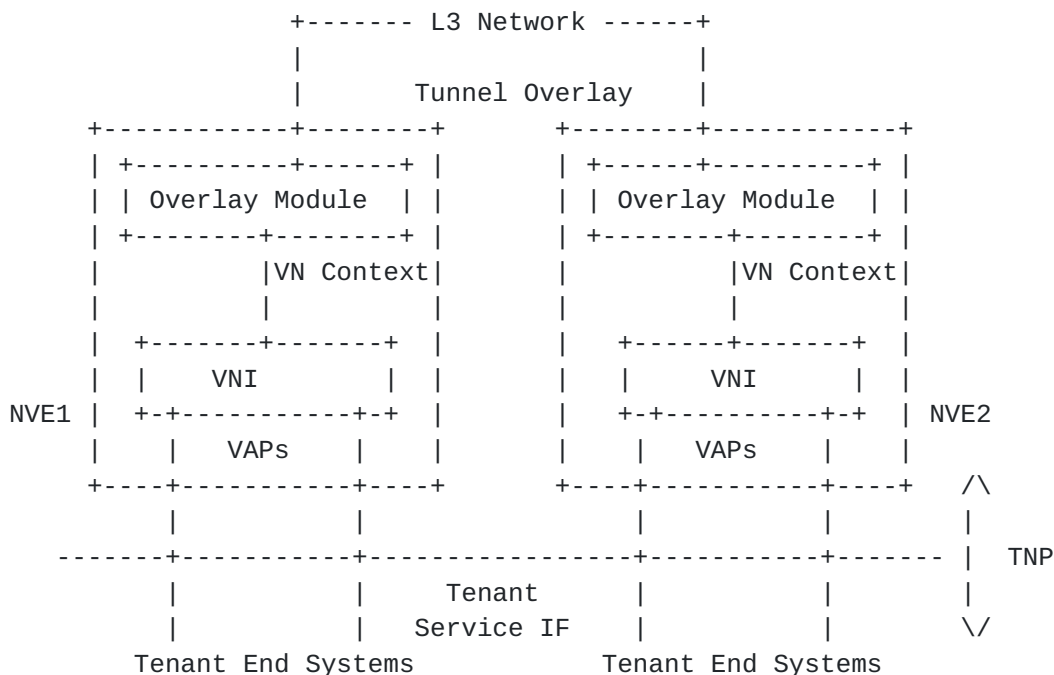 L3 Network
Tunnel Overlay
Overlay Module Overlay Module
VN Context VN Context
VNI VNI
NVE1 NVE2
VAPs VAPs
TNP
Tenant
Service IF
Tenant End Systems Tenant End Systems